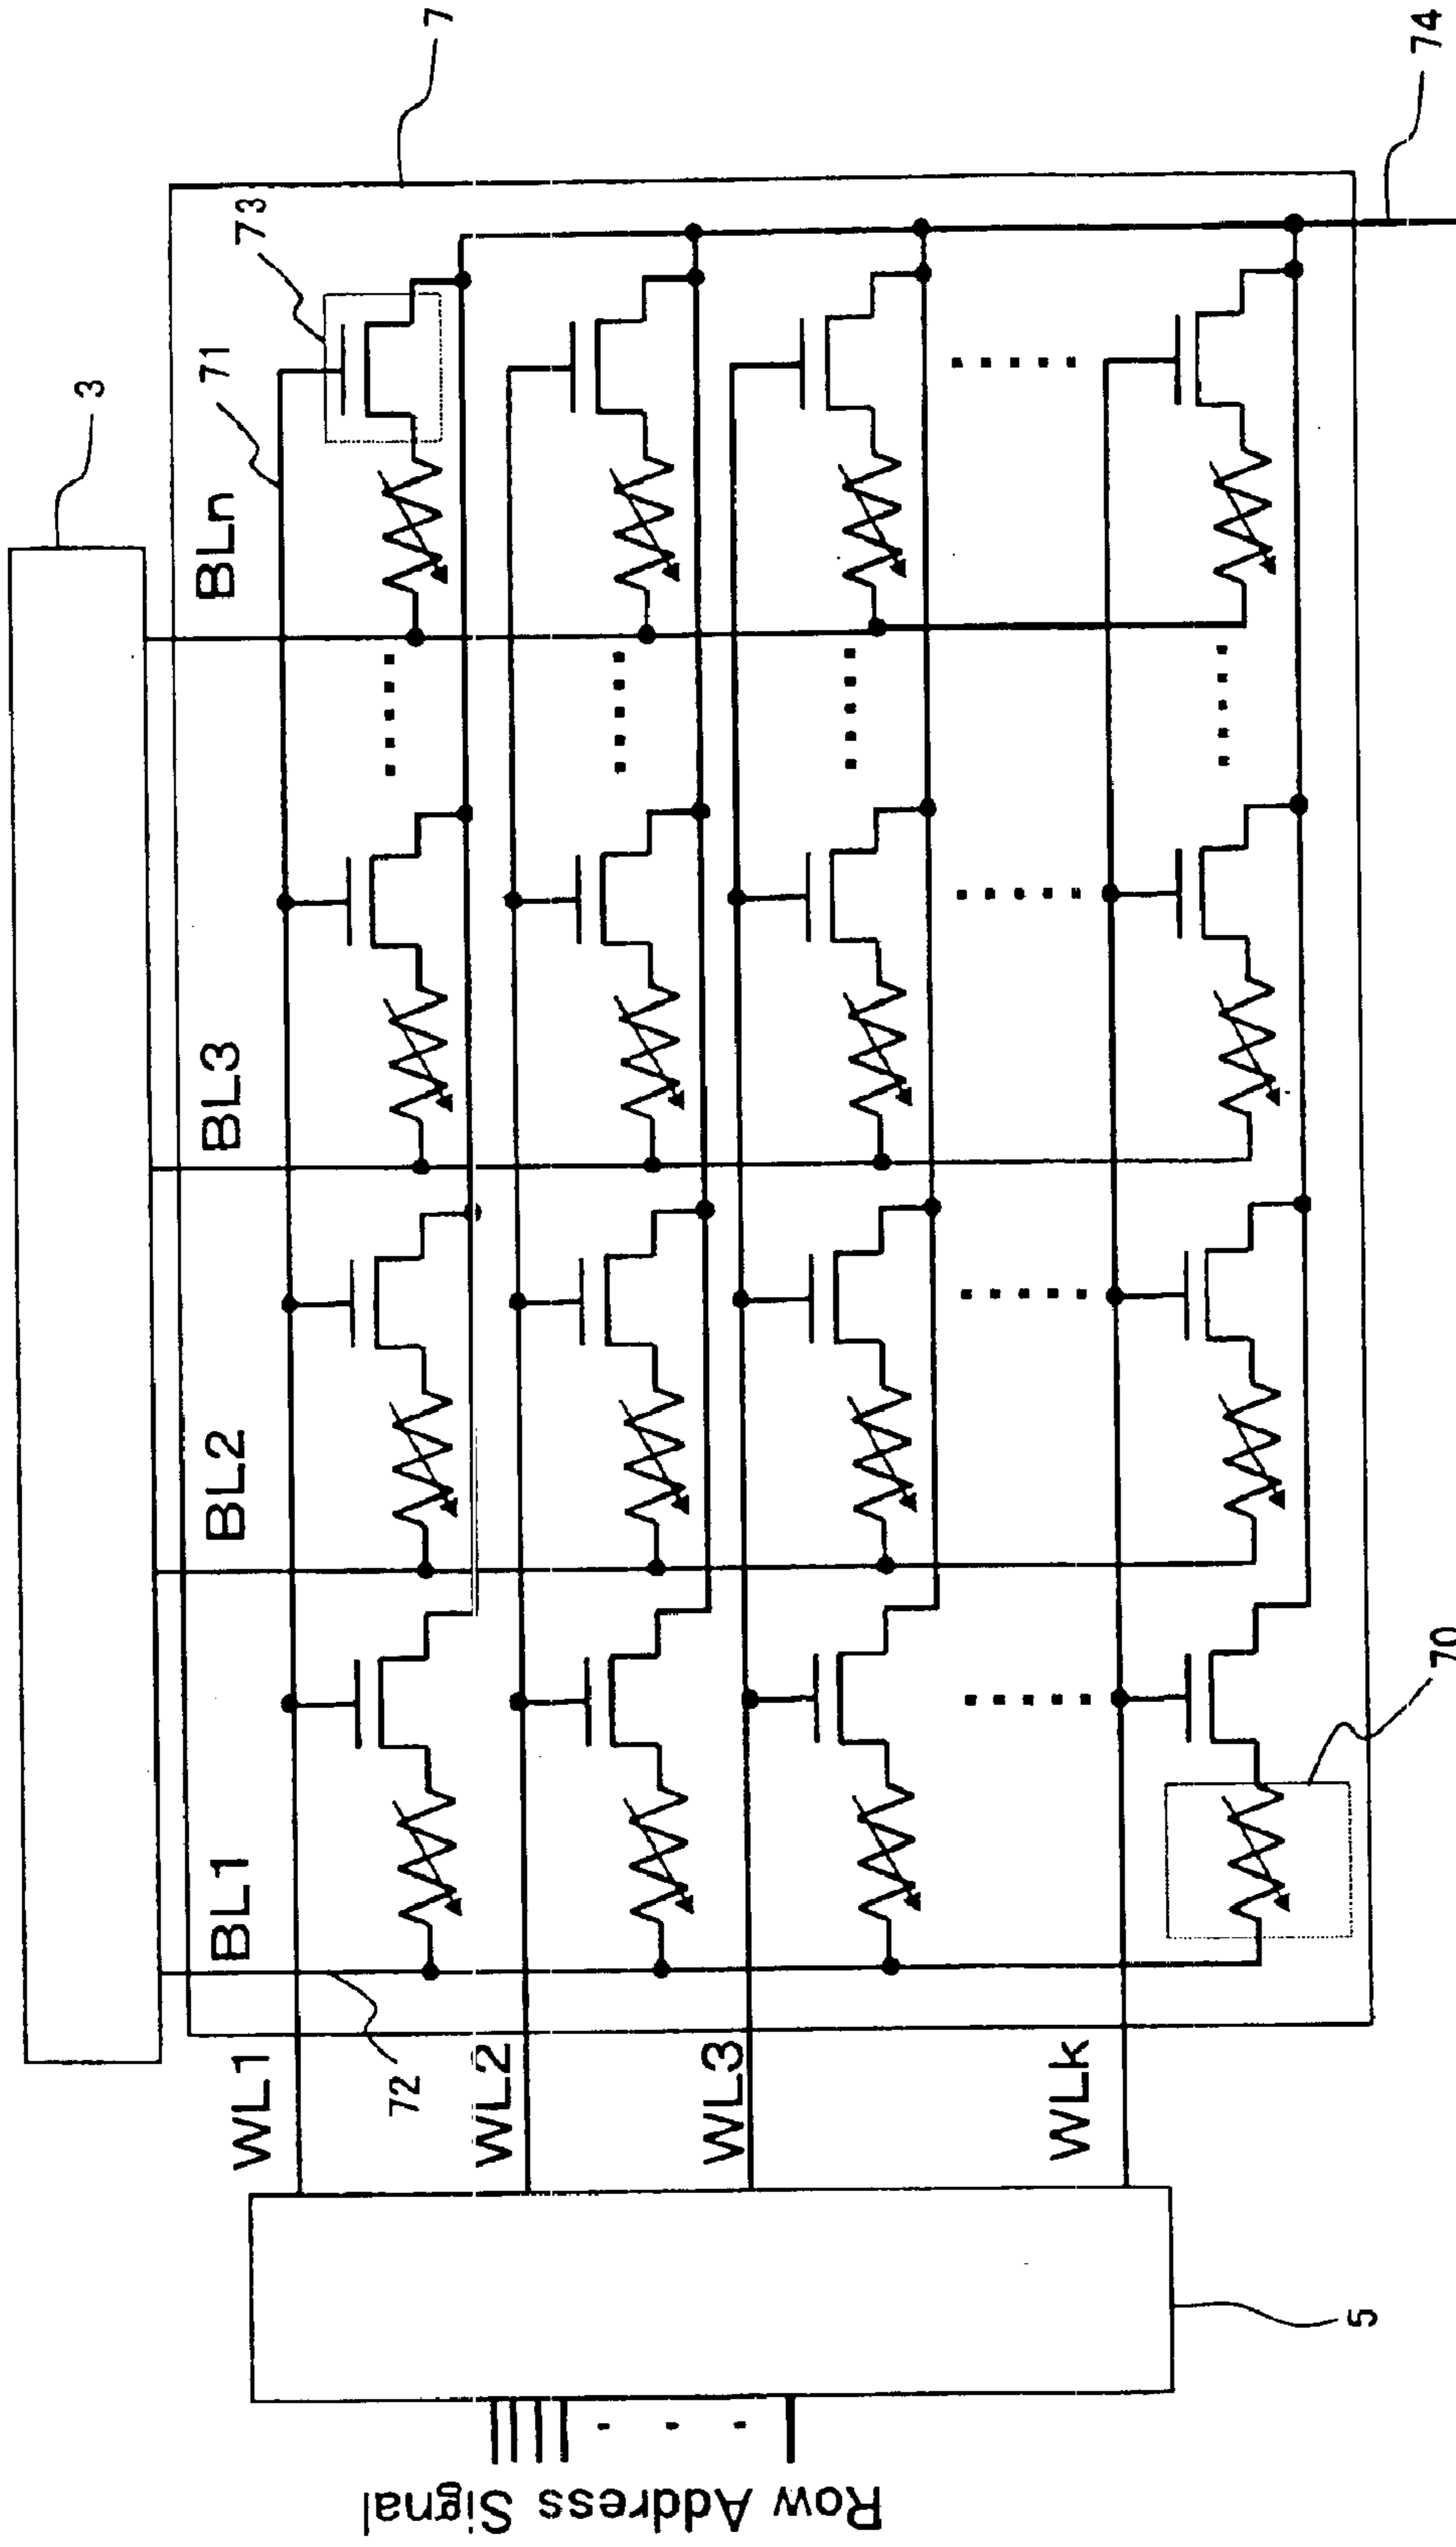 3
7
BL1
BL2
BL3
BLn
71
73
WL1
72
WL2
WL3
WLk
70
74
5
Row Address Signal